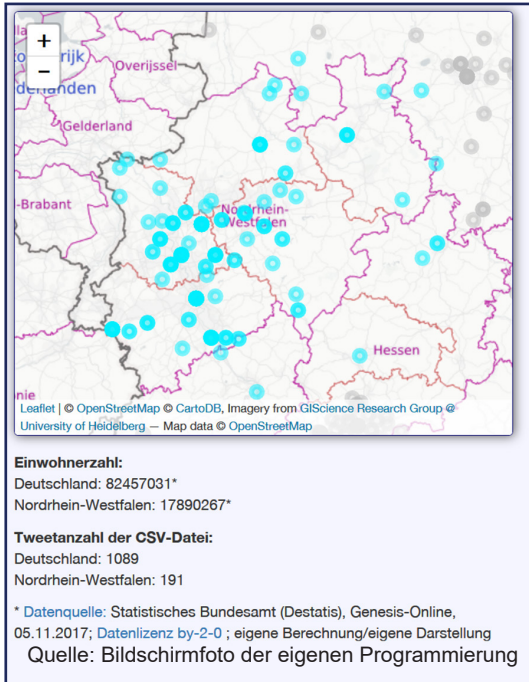 +
−
rijk
Overijssel
Gelderland
-Brabant
Nordrhein-
Westfalen
Hessen
nie
Leaflet | © OpenStreetMap © CartoDB, Imagery from GIScience Research Group @
University of Heidelberg — Map data © OpenStreetMap
Einwohnerzahl:
Deutschland: 82457031*
Nordrhein-Westfalen: 17890267*
Tweetanzahl der CSV-Datei:
Deutschland: 1089
Nordrhein-Westfalen: 191
* Datenquelle: Statistisches Bundesamt (Destatis), Genesis-Online,
05.11.2017; Datenlizenz by-2-0 ; eigene Berechnung/eigene Darstellung
Quelle: Bildschirmfoto der eigenen Programmierung